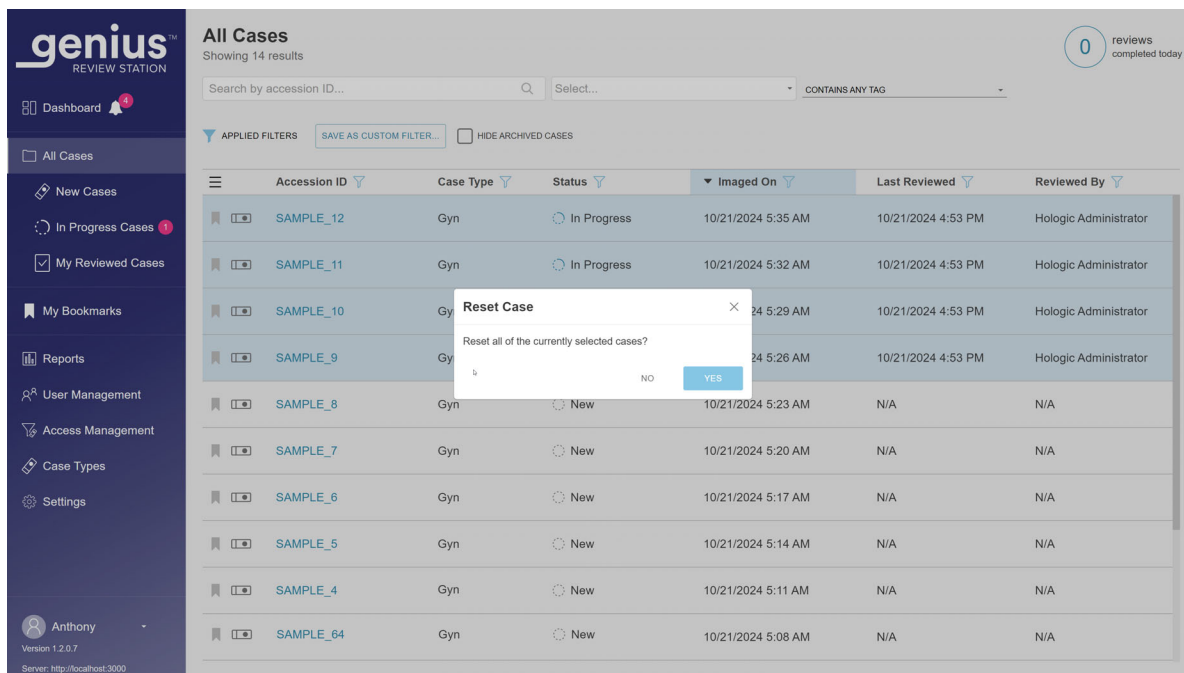 genius™
REVIEW STATION
Dashboard 4
All Cases
New Cases
In Progress Cases 1
My Reviewed Cases
My Bookmarks
Reports
User Management
Access Management
Case Types
Settings
Anthony
Version 1.2.0.7
Server: http://localhost:3000
All Cases
Showing 14 results
0 reviews
completed today
Search by accession ID... Select... CONTAINS ANY TAG
APPLIED FILTERS SAVE AS CUSTOM FILTER... HIDE ARCHIVED CASES
Accession ID Case Type Status Imaged On Last Reviewed Reviewed By
SAMPLE_12 Gyn In Progress 10/21/2024 5:35 AM 10/21/2024 4:53 PM Hologic Administrator
SAMPLE_11 Gyn In Progress 10/21/2024 5:32 AM 10/21/2024 4:53 PM Hologic Administrator
SAMPLE_10 Gy 24 5:29 AM 10/21/2024 4:53 PM Hologic Administrator
SAMPLE_9 Gy 24 5:26 AM 10/21/2024 4:53 PM Hologic Administrator
SAMPLE_8 Gyn New 10/21/2024 5:23 AM N/A N/A
SAMPLE_7 Gyn New 10/21/2024 5:20 AM N/A N/A
SAMPLE_6 Gyn New 10/21/2024 5:17 AM N/A N/A
SAMPLE_5 Gyn New 10/21/2024 5:14 AM N/A N/A
SAMPLE_4 Gyn New 10/21/2024 5:11 AM N/A N/A
SAMPLE_64 Gyn New 10/21/2024 5:08 AM N/A N/A
Reset Case
Reset all of the currently selected cases?
NO YES